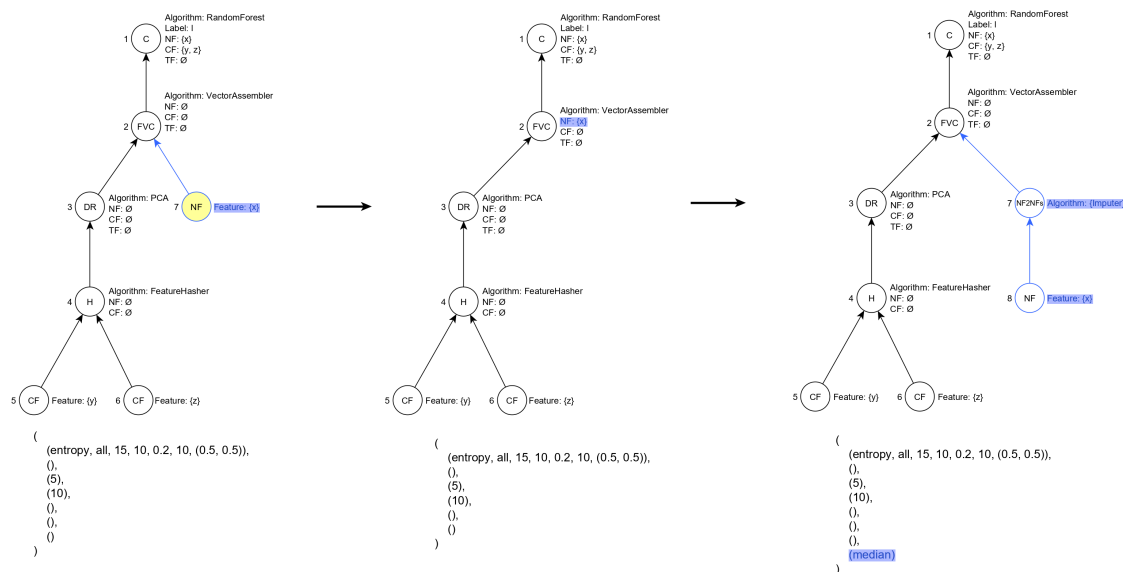 Algorithm: RandomForest
Label: l
NF: {x}
CF: {y, z}
TF: Ø
1
C
Algorithm: VectorAssembler
NF: Ø
CF: Ø
TF: Ø
2
FVC
Algorithm: PCA
NF: Ø
CF: Ø
TF: Ø
3
DR
7
NF
Feature: {x}
Algorithm: FeatureHasher
NF: Ø
CF: Ø
4
H
5
CF
Feature: {y}
6
CF
Feature: {z}
(
(entropy, all, 15, 10, 0.2, 10, (0.5, 0.5)),
(),
(5),
(10),
(),
(),
()
)
Algorithm: RandomForest
Label: l
NF: {x}
CF: {y, z}
TF: Ø
1
C
Algorithm: VectorAssembler
NF: {x}
CF: Ø
TF: Ø
2
FVC
Algorithm: PCA
NF: Ø
CF: Ø
TF: Ø
3
DR
Algorithm: FeatureHasher
NF: Ø
CF: Ø
4
H
5
CF
Feature: {y}
6
CF
Feature: {z}
(
(entropy, all, 15, 10, 0.2, 10, (0.5, 0.5)),
(),
(5),
(10),
(),
()
)
Algorithm: RandomForest
Label: l
NF: {x}
CF: {y, z}
TF: Ø
1
C
Algorithm: VectorAssembler
NF: Ø
CF: Ø
TF: Ø
2
FVC
Algorithm: PCA
NF: Ø
CF: Ø
TF: Ø
3
DR
7
NF2NFs
Algorithm: {Imputer}
Algorithm: FeatureHasher
NF: Ø
CF: Ø
4
H
8
NF
Feature: {x}
5
CF
Feature: {y}
6
CF
Feature: {z}
(
(entropy, all, 15, 10, 0.2, 10, (0.5, 0.5)),
(),
(5),
(10),
(),
(),
(),
(median)
)